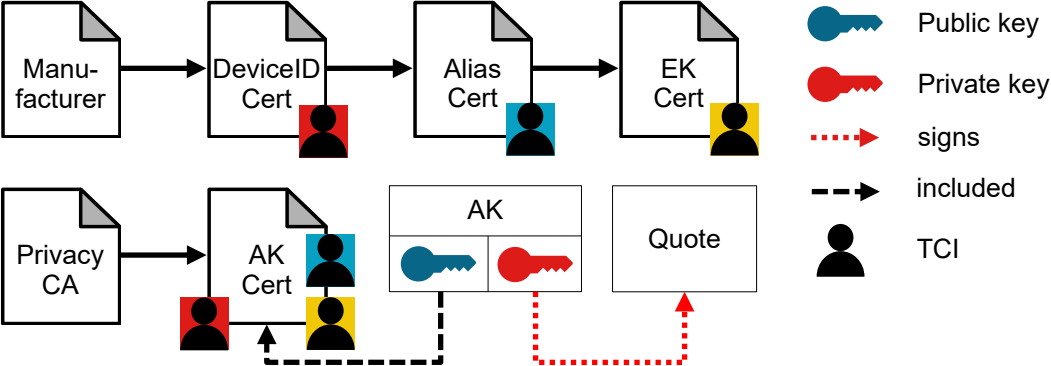 Manu-
facturer
DeviceID
Cert
Alias
Cert
EK
Cert
Public key
Private key
signs
included
TCI
Privacy
CA
AK
Cert
AK
Quote